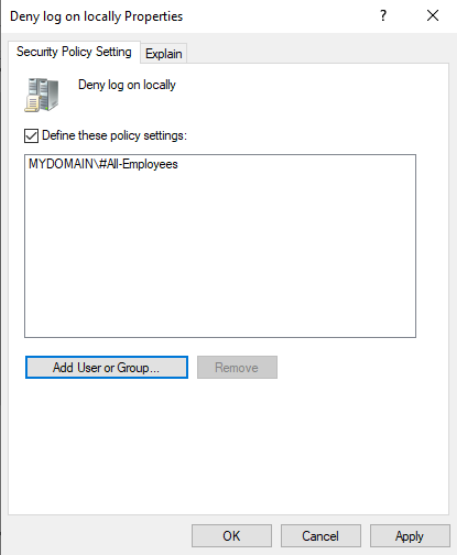 Deny log on locally Properties
?
Security Policy Setting
Explain
Deny log on locally
Define these policy settings:
MYDOMAIN\#All-Employees
Add User or Group...
Remove
OK
Cancel
Apply